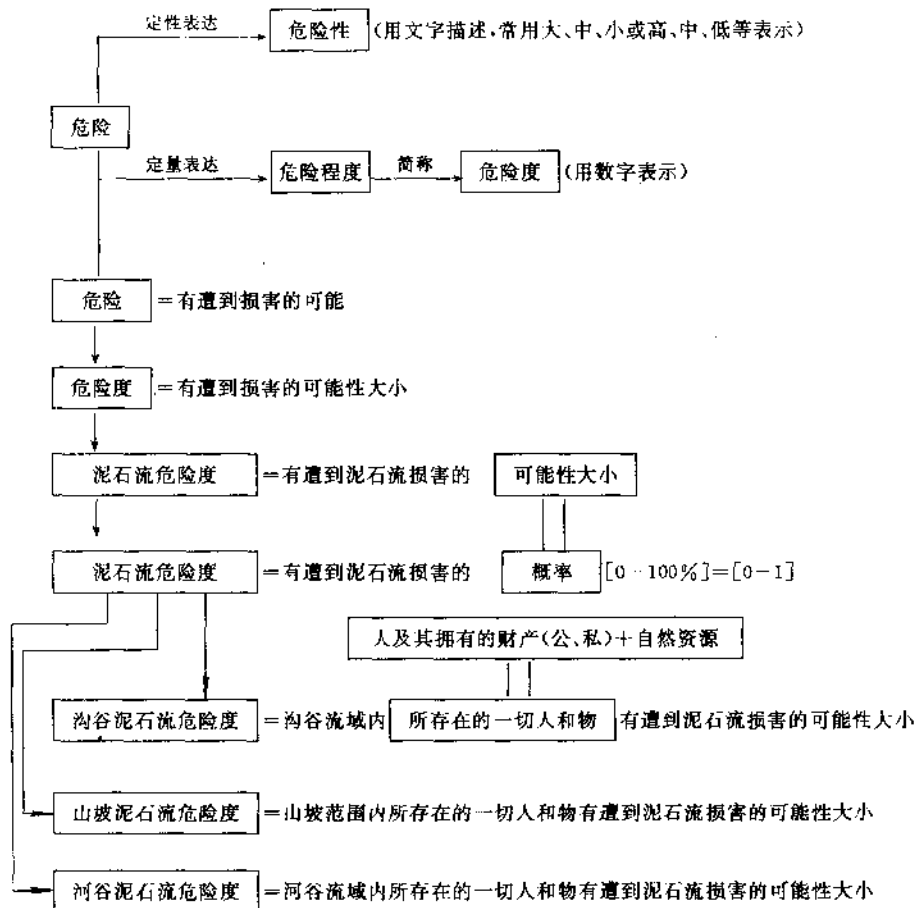 定性表达 危险性 (用文字描述,常用大、中、小或高、中、低等表示)
危险
定量表达 危险程度 简称 危险度 (用数字表示)
危险 =有遭到损害的可能
危险度 =有遭到损害的可能性大小
泥石流危险度 =有遭到泥石流损害的 可能性大小
泥石流危险度 =有遭到泥石流损害的 概率 [0-100%]=[0-1]
人及其拥有的财产(公、私)+自然资源
沟谷泥石流危险度 =沟谷流域内 所存在的一切人和物 有遭到泥石流损害的可能性大小
山坡泥石流危险度 =山坡范围内所存在的一切人和物有遭到泥石流损害的可能性大小
河谷泥石流危险度 =河谷流域内所存在的一切人和物有遭到泥石流损害的可能性大小